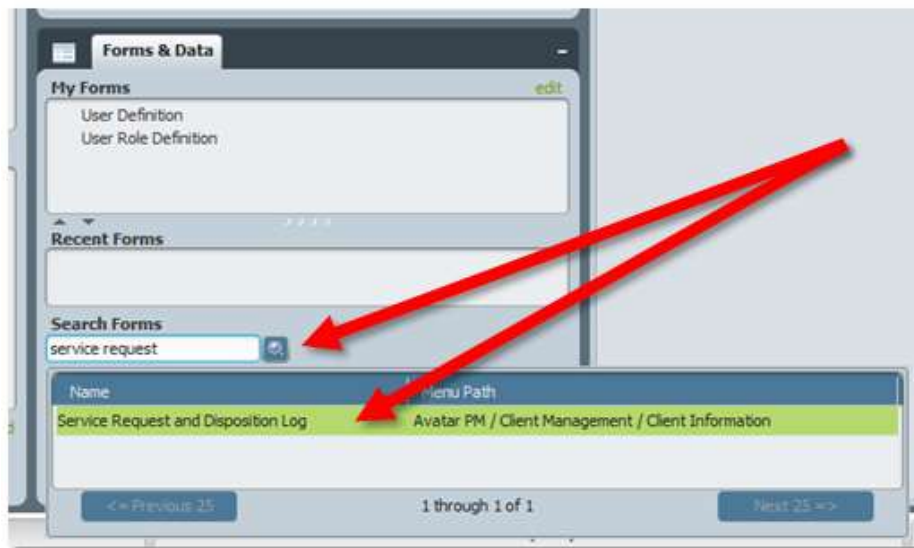 Forms & Data
My Forms edit
User Definition
User Role Definition
Recent Forms
Search Forms
service request
Name Menu Path
Service Request and Disposition Log Avatar PM / Client Management / Client Information
<= Previous 25 1 through 1 of 1 Next 25 =>